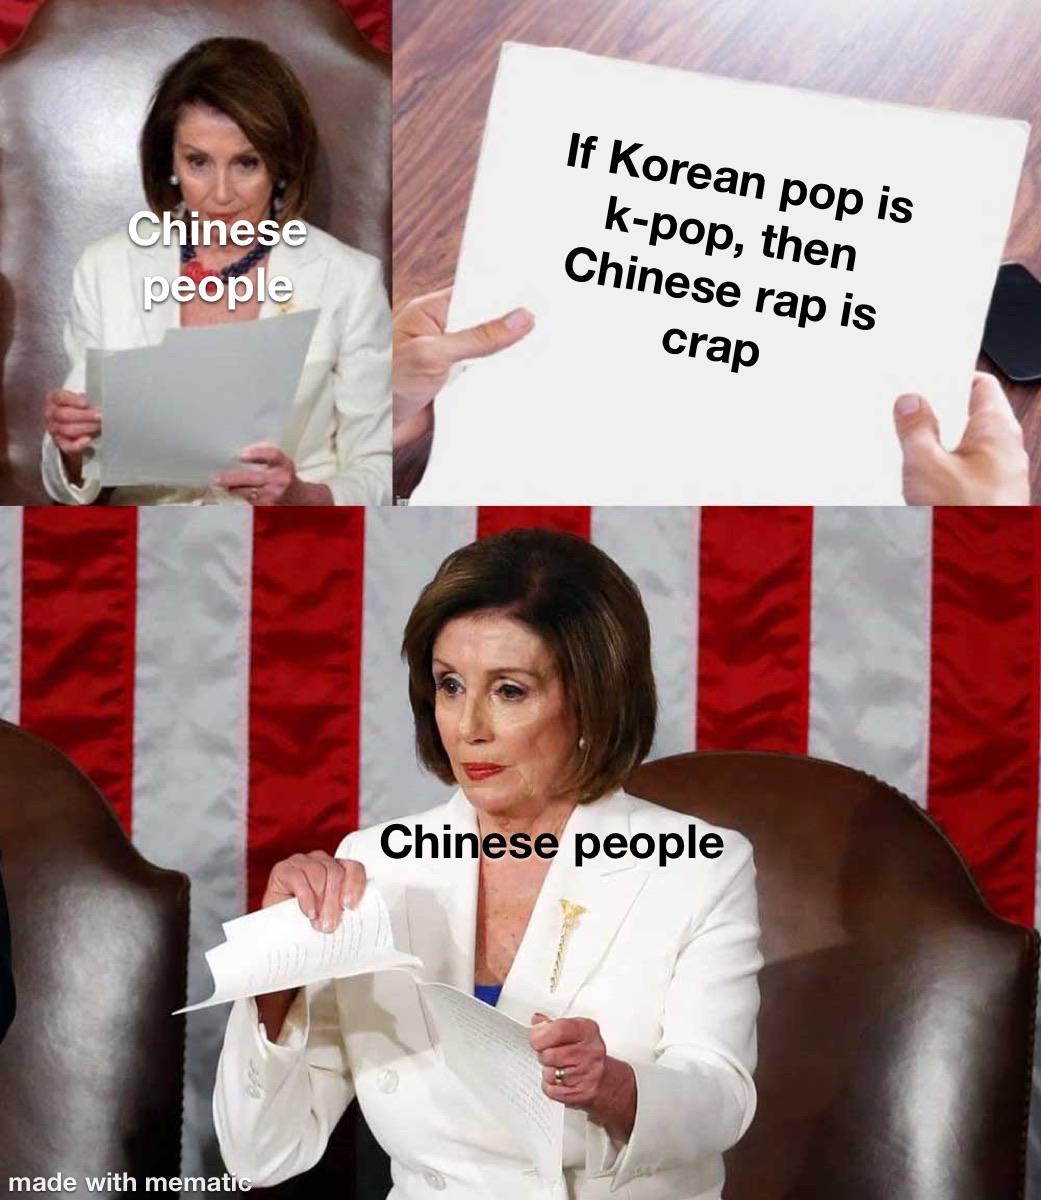 Chinese
people
If Korean pop is
k-pop, then
Chinese rap is
crap
Chinese people
made with mematic